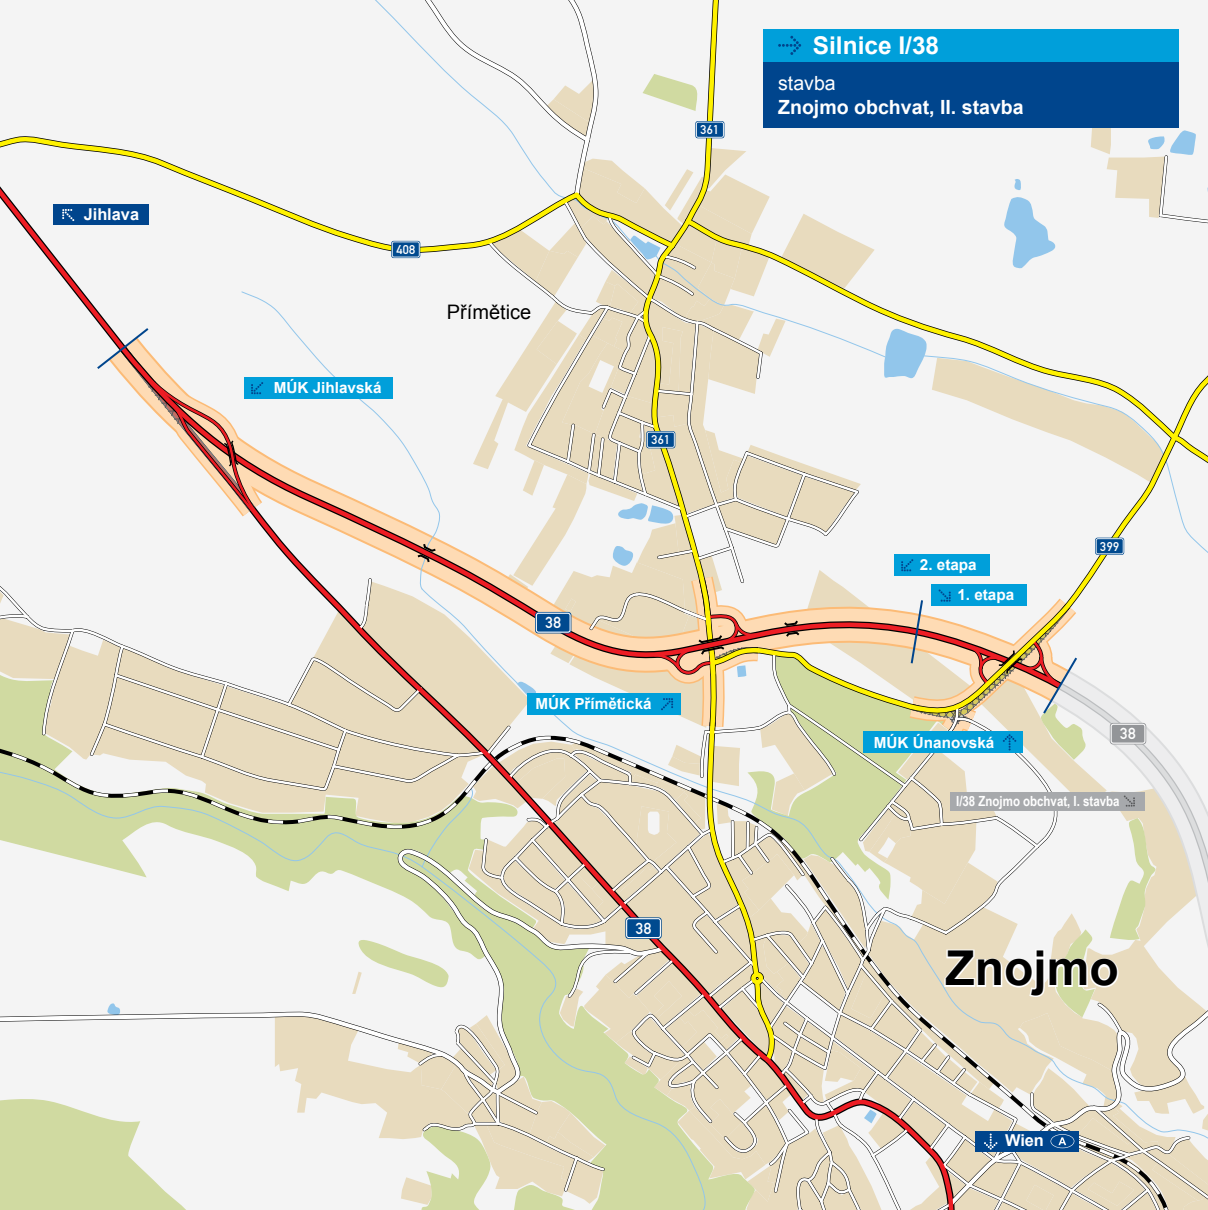 Silnice I/38
stavba
Znojmo obchvat, II. stavba
361
Jihlava
408
Přímětice
MÚK Jihlavská
361
399
2. etapa
1. etapa
38
MÚK Přímětická
38
MÚK Únanovská
I/38 Znojmo obchvat, I. stavba
38
Znojmo
Wien A